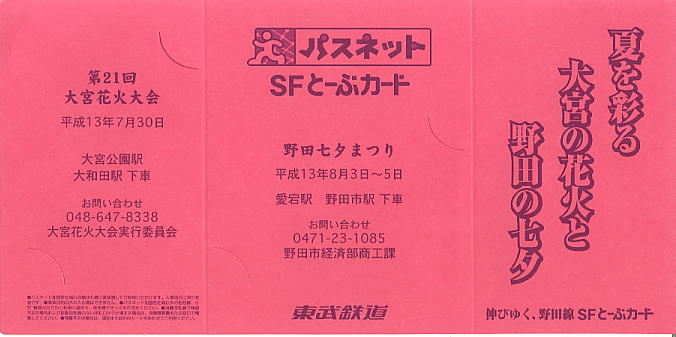 夏を彩る
大宮の花火と
野田の七夕
伸びゆく、野田線 SFとーぶカード
パスネット
SFとーぶカード
野田七夕まつり
平成13年8月3日〜5日
愛宕駅 野田市駅 下車
お問い合わせ
0471-23-1085
野田市経済部商工課
東武鉄道
第21回
大宮花火大会
平成13年7月30日
大宮公園駅
大和田駅 下車
お問い合わせ
048-647-8338
大宮花火大会実行委員会